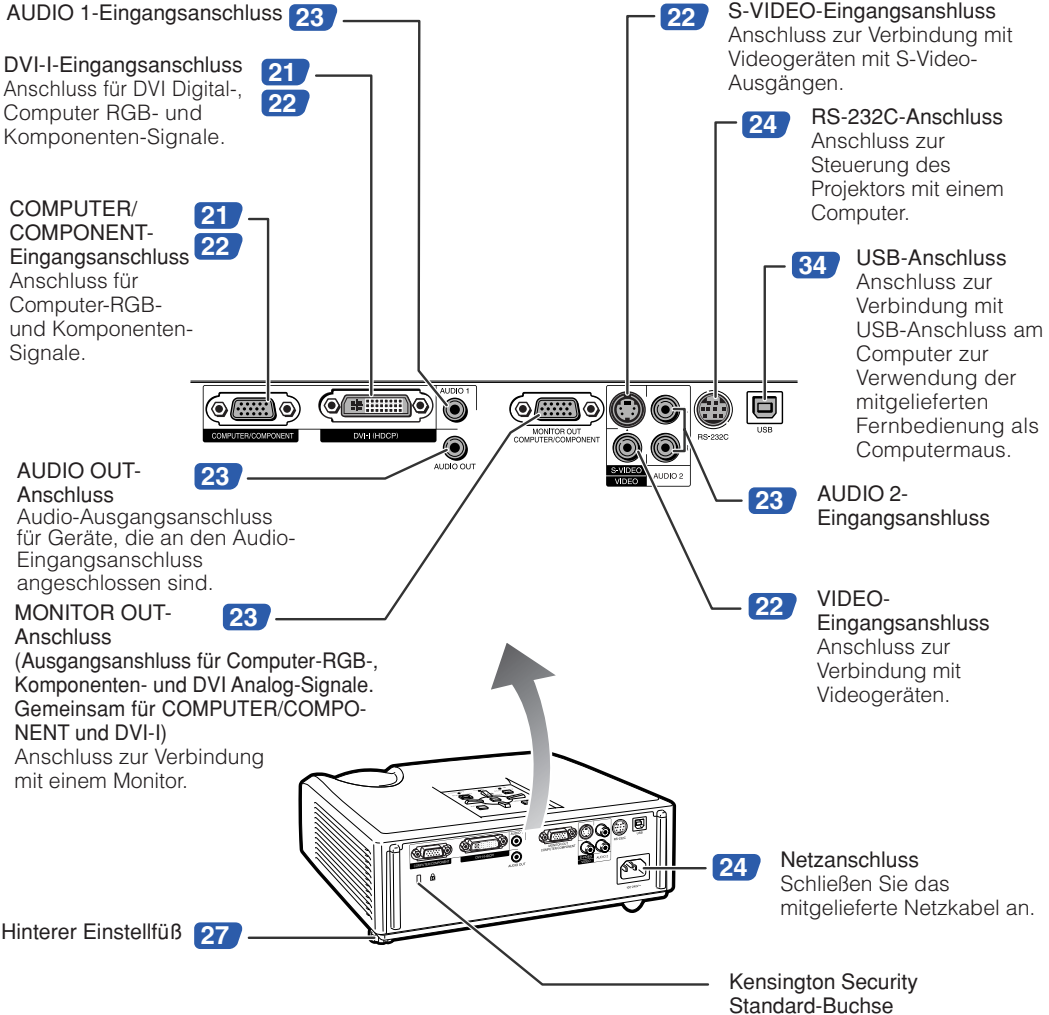 AUDIO 1-Eingangsanschluss 23
DVI-I-Eingangsanschluss 21
22
Anschluss für DVI Digital-,
Computer RGB- und
Komponenten-Signale.
COMPUTER/ 21
COMPONENT- 22
Eingangsanschluss
Anschluss für
Computer-RGB-
und Komponenten-
Signale.
22 S-VIDEO-Eingangsanshluss
Anschluss zur Verbindung mit
Videogeräten mit S-Video-
Ausgängen.
24 RS-232C-Anschluss
Anschluss zur
Steuerung des
Projektors mit einem
Computer.
34 USB-Anschluss
Anschluss zur
Verbindung mit
USB-Anschluss am
Computer zur
Verwendung der
mitgelieferten
Fernbedienung als
Computermaus.
COMPUTER/COMPONENT
DVI-I (HDCP)
AUDIO 1
AUDIO OUT
MONITOR OUT
COMPUTER/COMPONENT
S-VIDEO
VIDEO
AUDIO 2
RS-232C
USB
AUDIO OUT- 23
Anschluss
Audio-Ausgangsanschluss
für Geräte, die an den Audio-
Eingangsanschluss
angeschlossen sind.
MONITOR OUT- 23
Anschluss
(Ausgangsanshluss für Computer-RGB-,
Komponenten- und DVI Analog-Signale.
Gemeinsam für COMPUTER/COMPO-
NENT und DVI-I)
Anschluss zur Verbindung
mit einem Monitor.
23 AUDIO 2-
Eingangsanshluss
22 VIDEO-
Eingangsanshluss
Anschluss zur
Verbindung mit
Videogeräten.
24 Netzanschluss
Schließen Sie das
mitgelieferte Netzkabel an.
Hinterer Einstellfüß 27
Kensington Security
Standard-Buchse